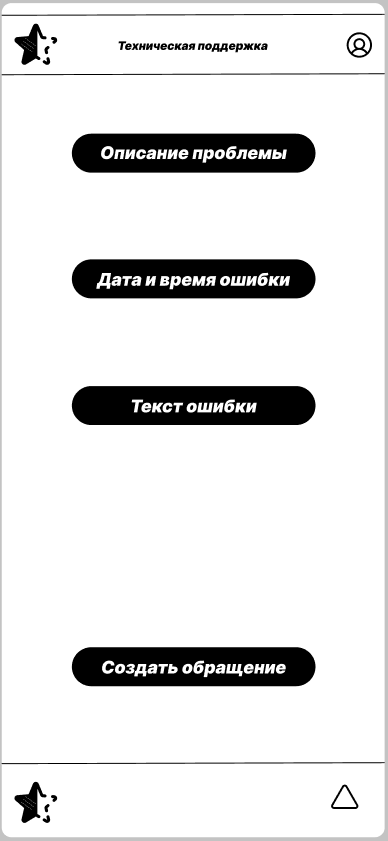 Техническая поддержка
Описание проблемы
Дата и время ошибки
Текст ошибки
Создать обращение